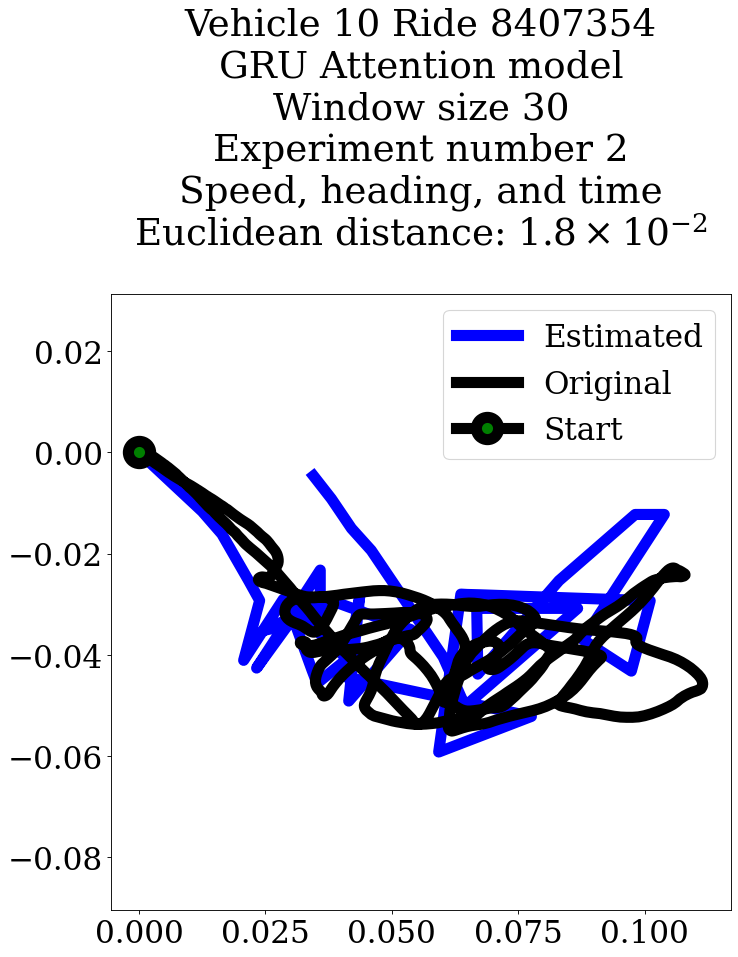 Vehicle 10 Ride 8407354
GRU Attention model
Window size 30
Experiment number 2
Speed, heading, and time
Euclidean distance: 1.8 × 10⁻²
Estimated
Original
Start
0.02
0.00
−0.02
−0.04
−0.06
−0.08
0.000 0.025 0.050 0.075 0.100